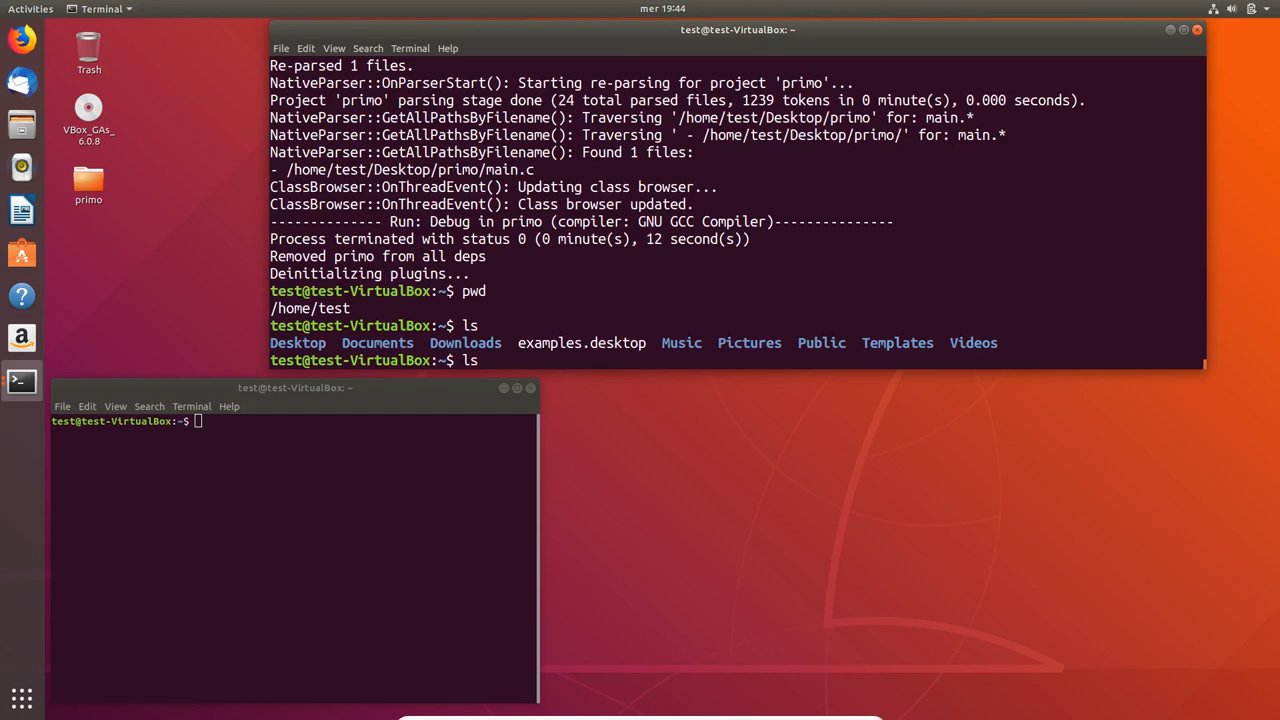 Activities
Terminal
mer 19:44
Trash
VBox_GAs_
6.0.8
primo
test@test-VirtualBox: ~
File Edit View Search Terminal Help
Re-parsed 1 files.
NativeParser::OnParserStart(): Starting re-parsing for project 'primo'...
Project 'primo' parsing stage done (24 total parsed files, 1239 tokens in 0 minute(s), 0.000 seconds).
NativeParser::GetAllPathsByFilename(): Traversing '/home/test/Desktop/primo' for: main.*
NativeParser::GetAllPathsByFilename(): Traversing ' - /home/test/Desktop/primo/' for: main.*
NativeParser::GetAllPathsByFilename(): Found 1 files:
- /home/test/Desktop/primo/main.c
ClassBrowser::OnThreadEvent(): Updating class browser...
ClassBrowser::OnThreadEvent(): Class browser updated.
-------------- Run: Debug in primo (compiler: GNU GCC Compiler)---------------
Process terminated with status 0 (0 minute(s), 12 second(s))
Removed primo from all deps
Deinitializing plugins...
test@test-VirtualBox:~$ pwd
/home/test
test@test-VirtualBox:~$ ls
Desktop Documents Downloads examples.desktop Music Pictures Public Templates Videos
test@test-VirtualBox:~$ ls
test@test-VirtualBox: ~
File Edit View Search Terminal Help
test@test-VirtualBox:~$